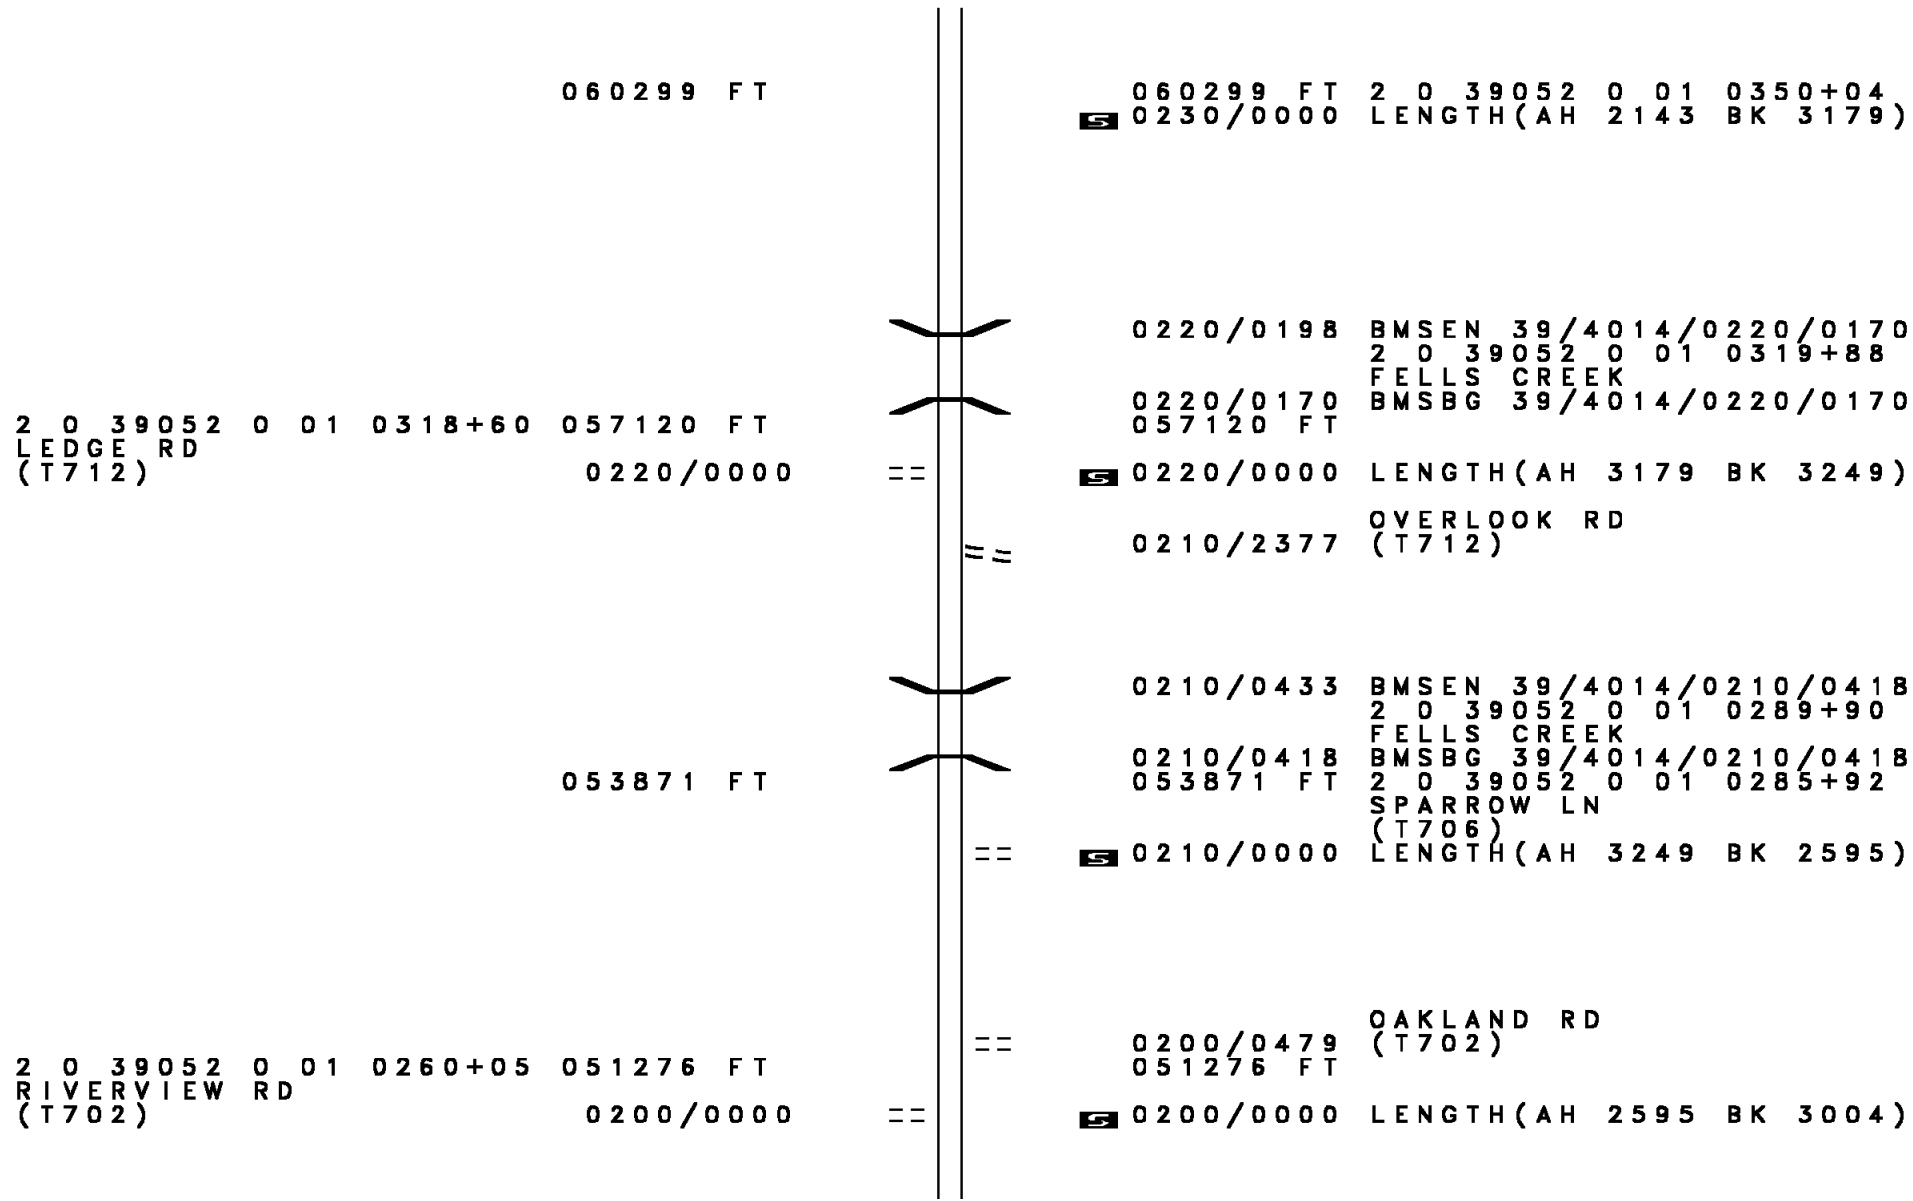 060299 FT 060299 FT 2 0 39052 0 01 0350+04
S 0230/0000 LENGTH(AH 2143 BK 3179)
0220/0198 BMSEN 39/4014/0220/0170
2 0 39052 0 01 0319+88
FELLS CREEK
0220/0170 BMSBG 39/4014/0220/0170
2 0 39052 0 01 0318+60 057120 FT 057120 FT
LEDGE RD
(T712) 0220/0000 S 0220/0000 LENGTH(AH 3179 BK 3249)
OVERLOOK RD
0210/2377 (T712)
0210/0433 BMSEN 39/4014/0210/0418
2 0 39052 0 01 0289+90
FELLS CREEK
0210/0418 BMSBG 39/4014/0210/0418
053871 FT 053871 FT 2 0 39052 0 01 0285+92
SPARROW LN
(T706)
S 0210/0000 LENGTH(AH 3249 BK 2595)
OAKLAND RD
0200/0479 (T702)
2 0 39052 0 01 0260+05 051276 FT 051276 FT
RIVERVIEW RD
(T702) 0200/0000 S 0200/0000 LENGTH(AH 2595 BK 3004)